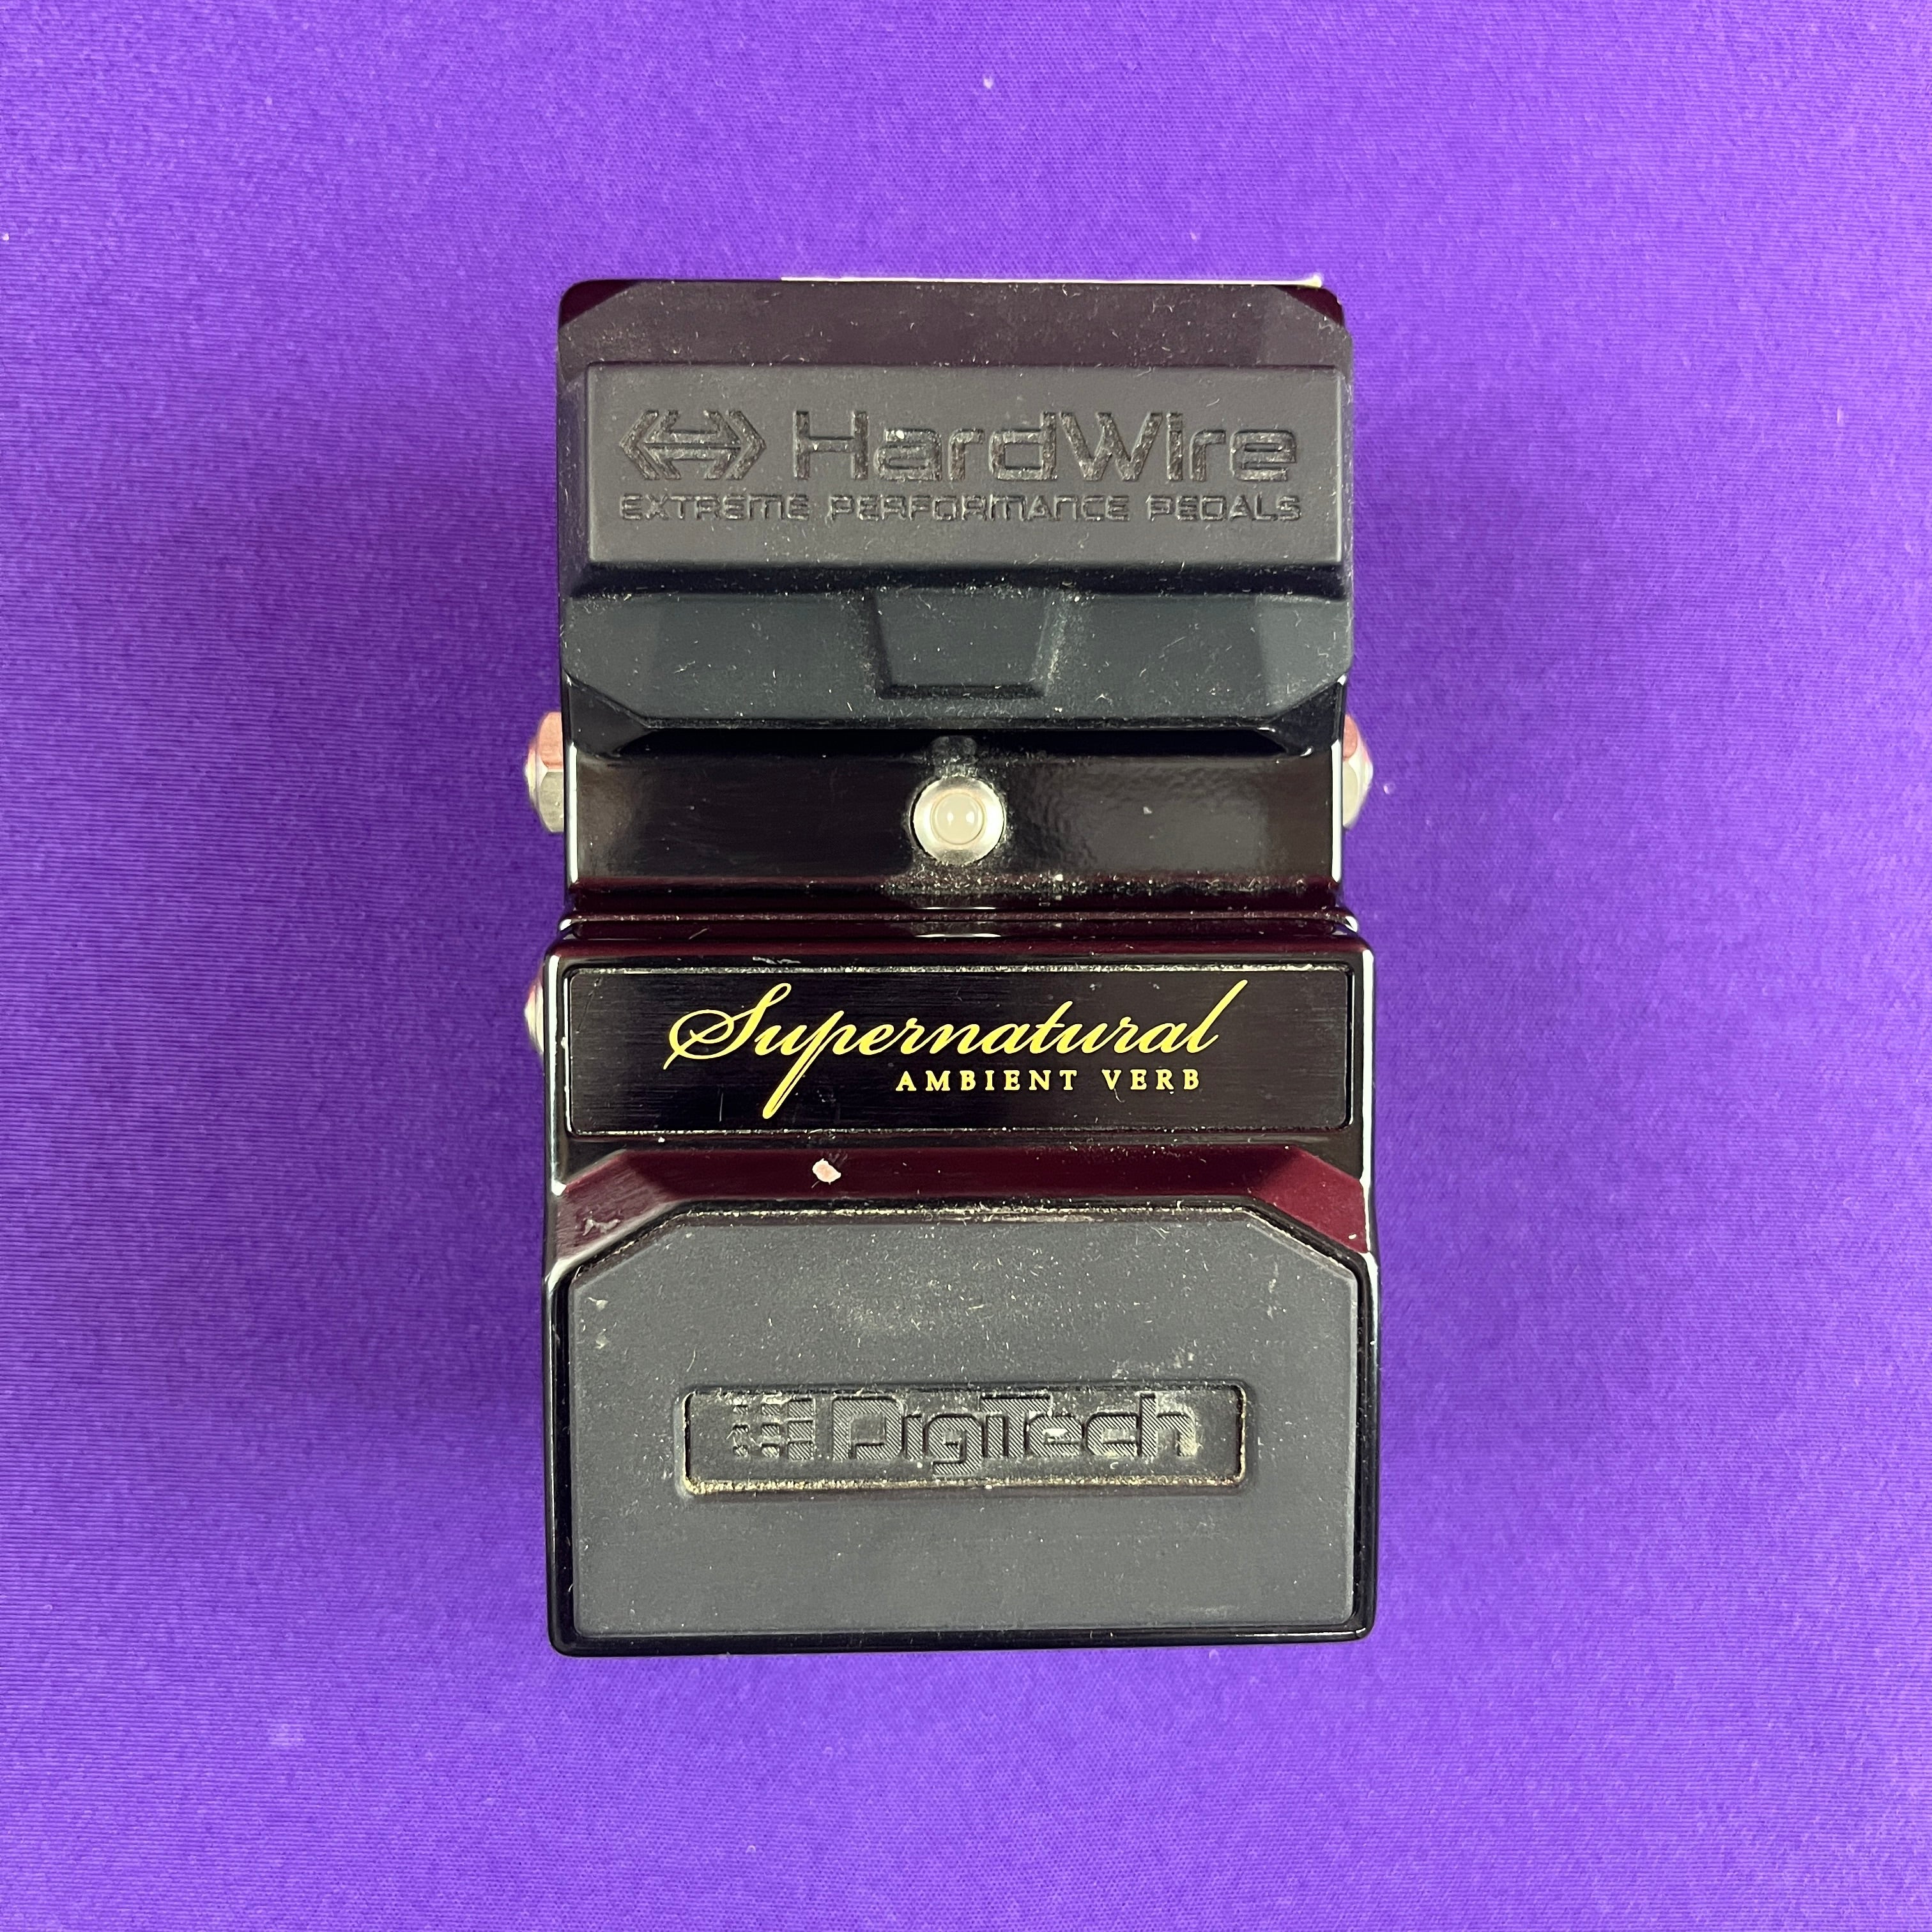 HardWire
EXTREME PERFORMANCE PEDALS
Supernatural
AMBIENT VERB
DigiTech